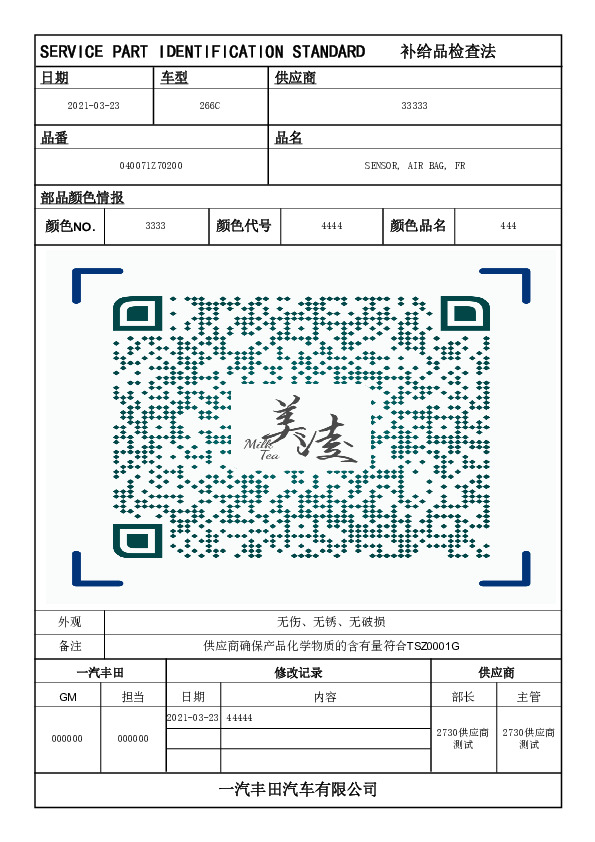 SERVICE PART IDENTIFICATION STANDARD 补给品检查法
日期 车型 供应商
2021-03-23 266C 33333
品番 品名
040071Z70200 SENSOR, AIR BAG, FR
部品颜色情报
颜色NO. 3333 颜色代号 4444 颜色品名 444
美
Milk
Tea
外观 无伤、无锈、无破损
备注 供应商确保产品化学物质的含有量符合TSZ0001G
一汽丰田 修改记录 供应商
GM 担当 日期 内容 部长 主管
2021-03-23 44444
000000 000000 2730供应商 2730供应商
测试 测试
一汽丰田汽车有限公司